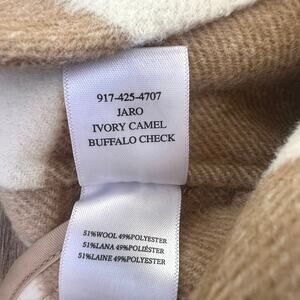 917-425-4707
JARO
IVORY CAMEL
BUFFALO CHECK
51%WOOL 49%POLYESTER
51%LANA 49%POLIÉSTER
51%LAINE 49%POLYESTER